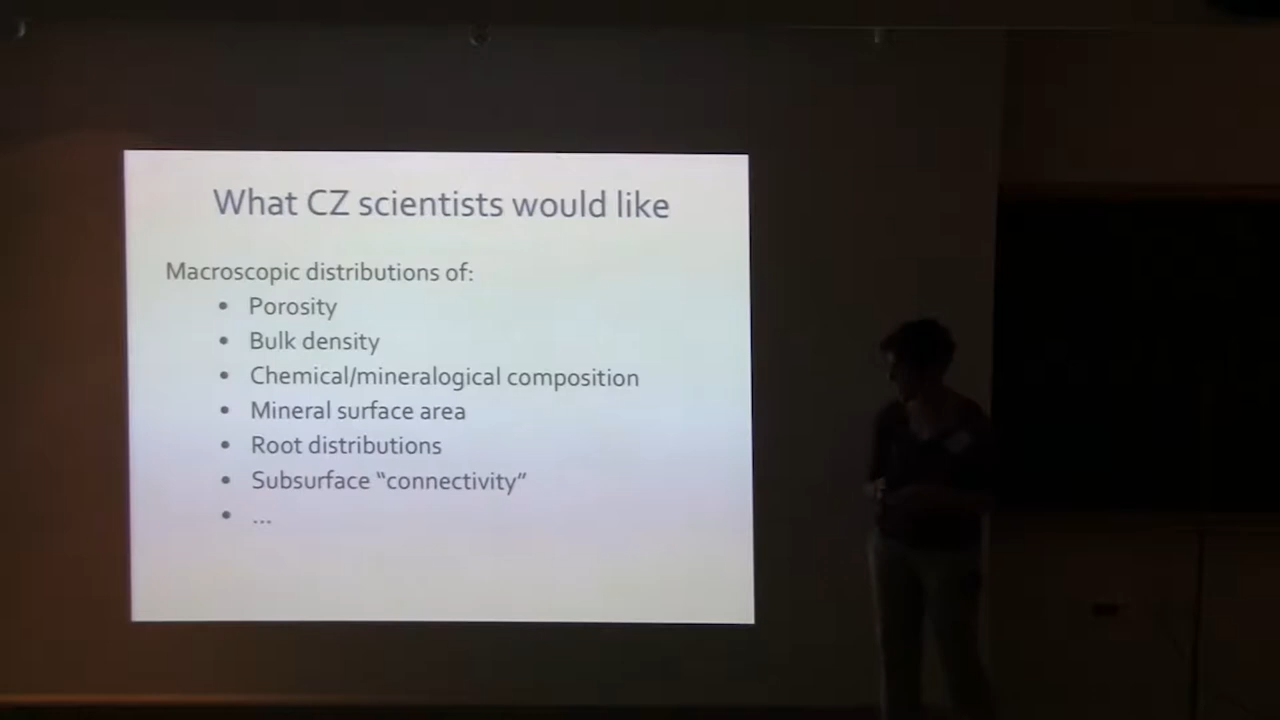 What CZ scientists would like
Macroscopic distributions of:
• Porosity
• Bulk density
• Chemical/mineralogical composition
• Mineral surface area
• Root distributions
• Subsurface “connectivity”
• ...